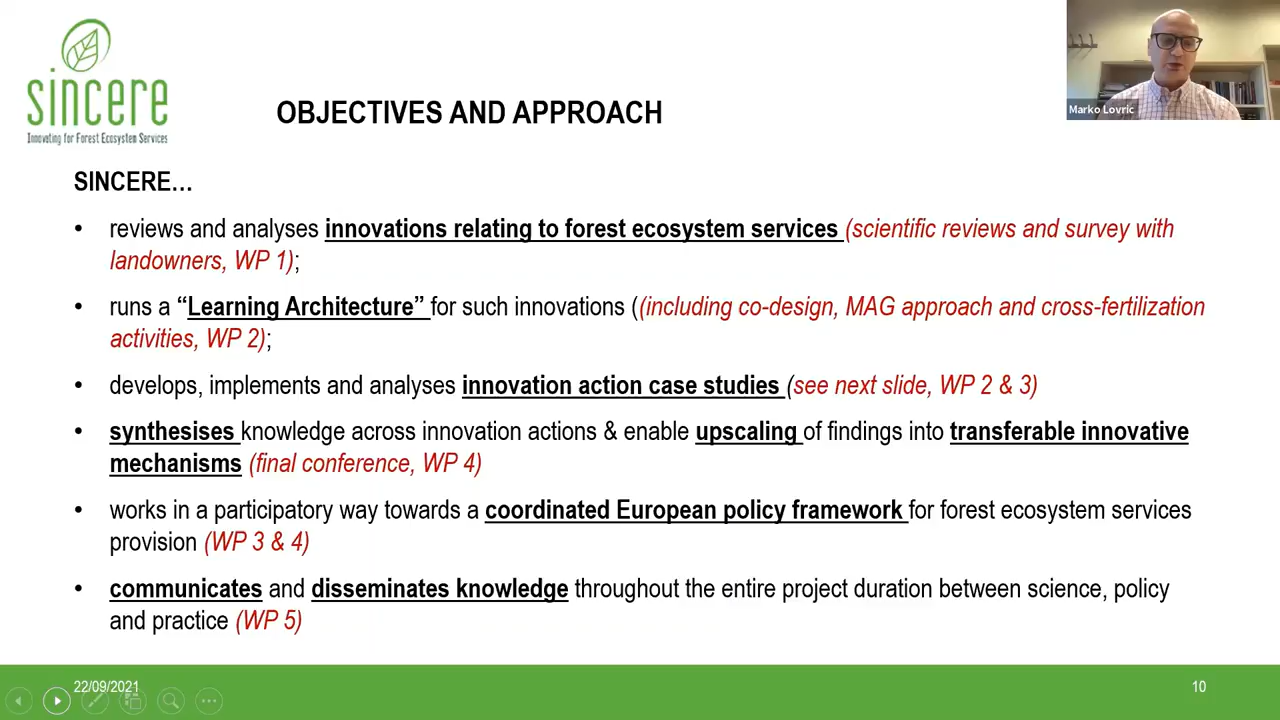 sincere
Innovating for Forest Ecosystem Services
Marko Lovric
OBJECTIVES AND APPROACH
SINCERE…
• reviews and analyses innovations relating to forest ecosystem services (scientific reviews and survey with
landowners, WP 1);
• runs a “Learning Architecture” for such innovations ((including co-design, MAG approach and cross-fertilization
activities, WP 2);
• develops, implements and analyses innovation action case studies (see next slide, WP 2 & 3)
• synthesises knowledge across innovation actions & enable upscaling of findings into transferable innovative
mechanisms (final conference, WP 4)
• works in a participatory way towards a coordinated European policy framework for forest ecosystem services
provision (WP 3 & 4)
• communicates and disseminates knowledge throughout the entire project duration between science, policy
and practice (WP 5)
22/09/2021
10